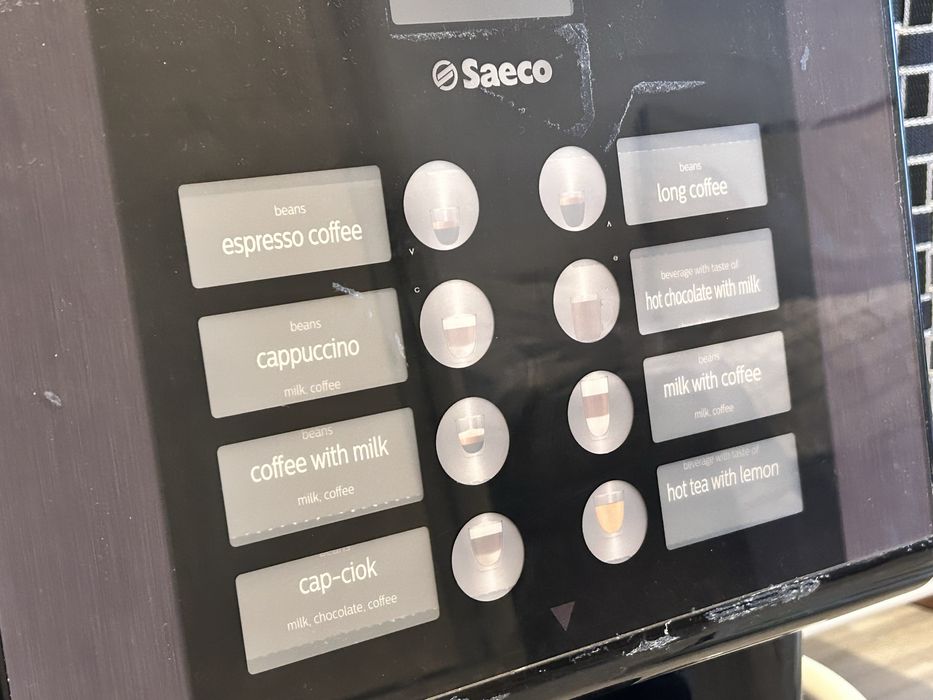 Saeco
beans
espresso coffee
beans
long coffee
beans
cappuccino
milk, coffee
beverage with taste of
hot chocolate with milk
beans
coffee with milk
milk, coffee
beans
milk with coffee
milk, coffee
beans
cap-ciok
milk, chocolate, coffee
beverage with taste of
hot tea with lemon